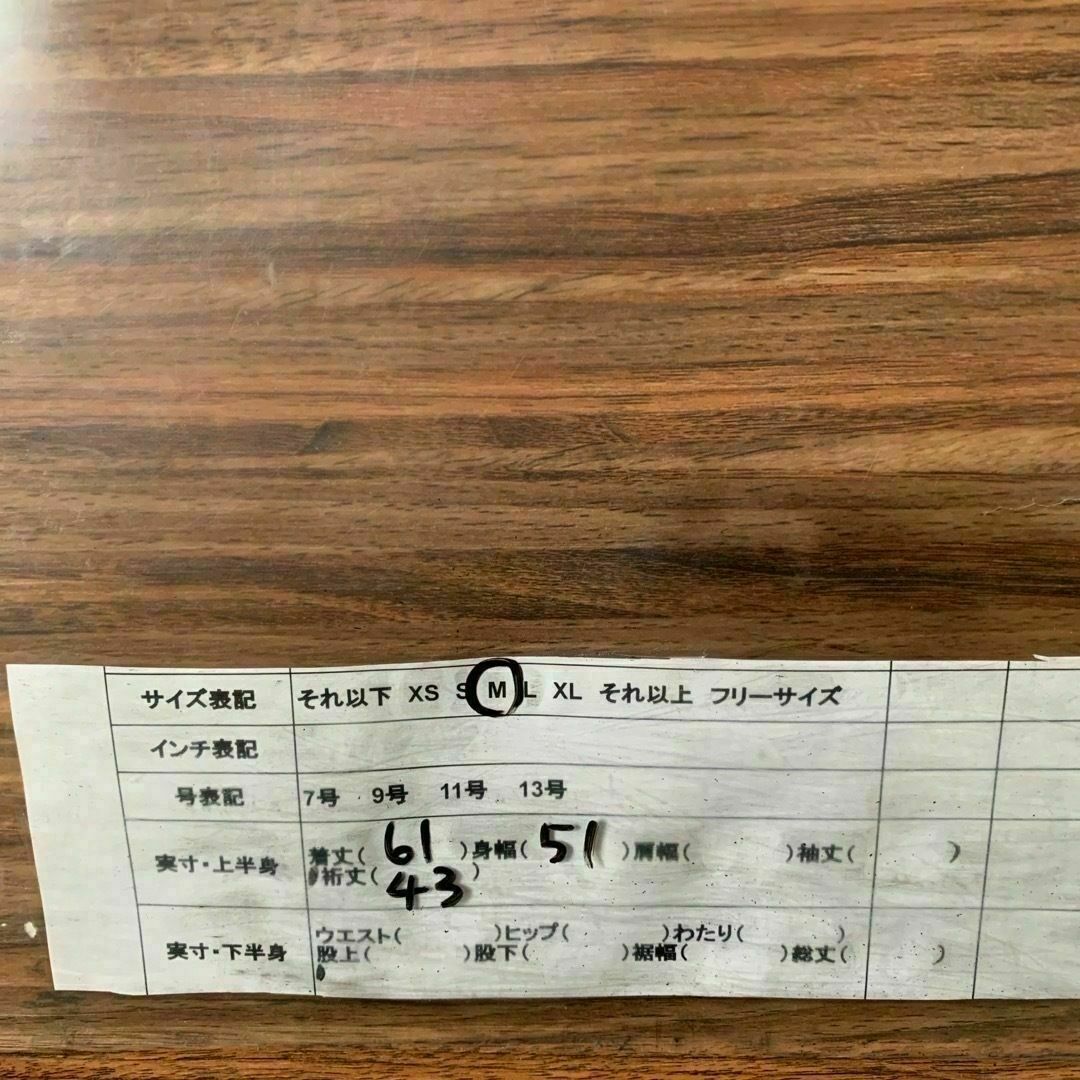 サイズ表記 それ以下 XS S M L XL それ以上 フリーサイズ
インチ表記
号表記 7号 9号 11号 13号
実寸・上半身 着丈( 61 )身幅( 51 )肩幅( )袖丈( )
裄丈( 43 )
実寸・下半身 ウエスト( )ヒップ( )わたり( )
股上( )股下( )裾幅( )総丈( )